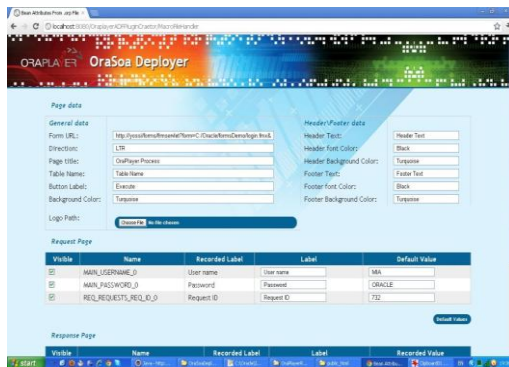 Bean Attributes From .jsp File
localhost:8080/OraplayerADFPluginCreator/MacroFileHandler
ORAPLAYER OraSoa Deployer
Page data
General data
Form URL:
Direction: LTR
Page title: OraPlayer Process
Table Name: Table Name
Button Label: Execute
Background Color: Turquoise
Logo Path: Choose File No file chosen
Header\Footer data
Header Text: Header Text
Header font Color: Black
Header Background Color: Turquoise
Footer Text: Footer Text
Footer font Color: Black
Footer Background Color: Turquoise
Request Page
Visible Name Recorded Label Label Default Value
MAIN_USERNAME_0 User name User name MIA
MAIN_PASSWORD_0 Password Password ORACLE
REQ_REQUESTS_REQ_ID_0 Request ID Request ID 732
Default Values
Response Page
Visible Name Recorded Label Label Recorded Value
start